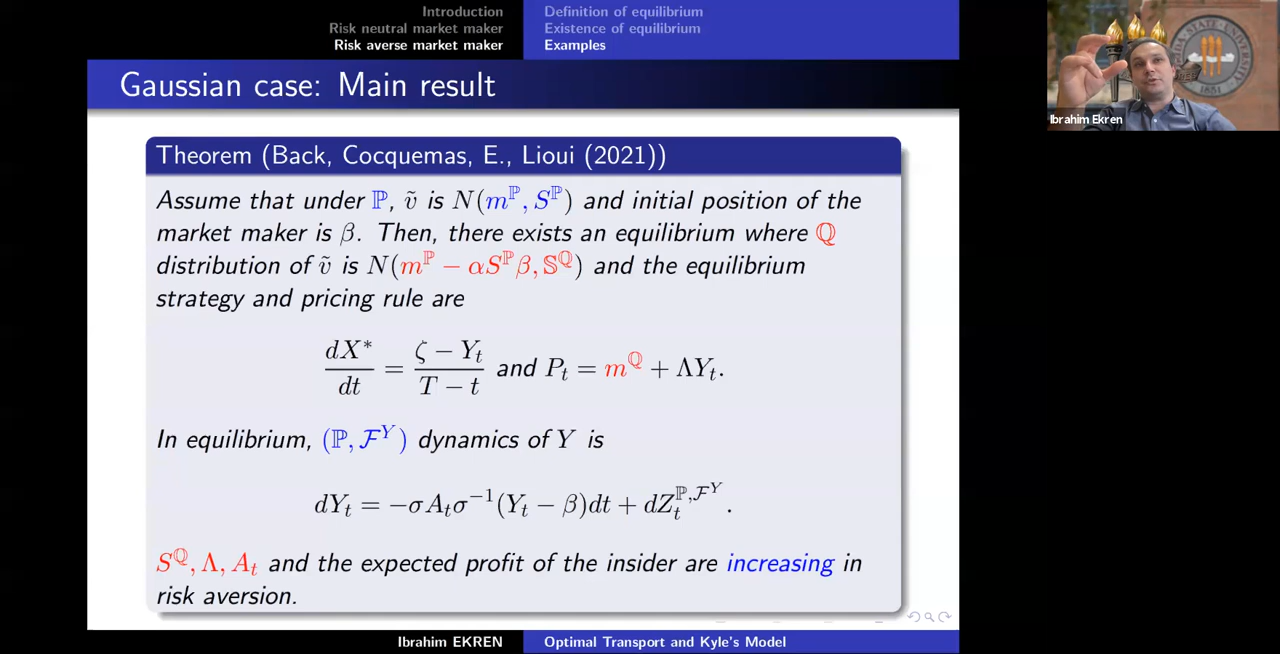 Introduction
Risk neutral market maker
Risk averse market maker
Definition of equilibrium
Existence of equilibrium
Examples
Gaussian case: Main result
Theorem (Back, Cocquemas, E., Lioui (2021))
Assume that under ℙ, ṽ is N(m^ℙ, S^ℙ) and initial position of the
market maker is β. Then, there exists an equilibrium where ℚ
distribution of ṽ is N(m^ℙ − αS^ℙβ, 𝕊^ℚ) and the equilibrium
strategy and pricing rule are
dX*/dt = (ζ − Y_t)/(T − t) and P_t = m^ℚ + ΛY_t.
In equilibrium, (ℙ, ℱ^Y) dynamics of Y is
dY_t = −σA_tσ^{−1}(Y_t − β)dt + dZ_t^{ℙ,ℱ^Y}.
S^ℚ, Λ, A_t and the expected profit of the insider are increasing in
risk aversion.
Ibrahim EKREN
Optimal Transport and Kyle's Model
Ibrahim Ekren